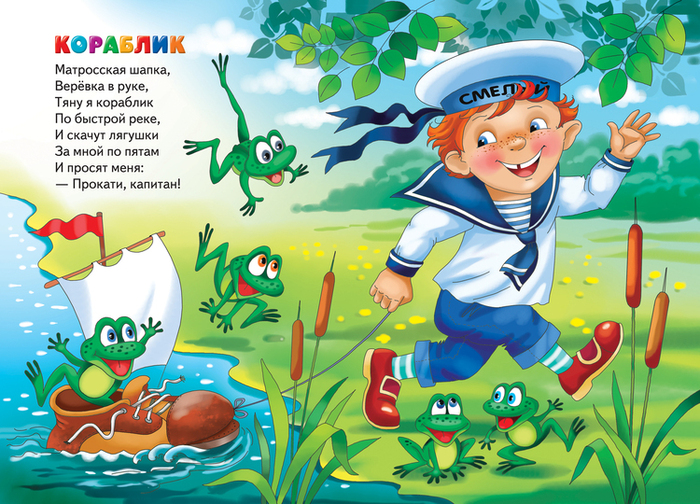 КОРАБЛИК
Матросская шапка,
Верёвка в руке,
Тяну я кораблик
По быстрой реке,
И скачут лягушки
За мной по пятам
И просят меня:
— Прокати, капитан!
СМЕЛЫЙ